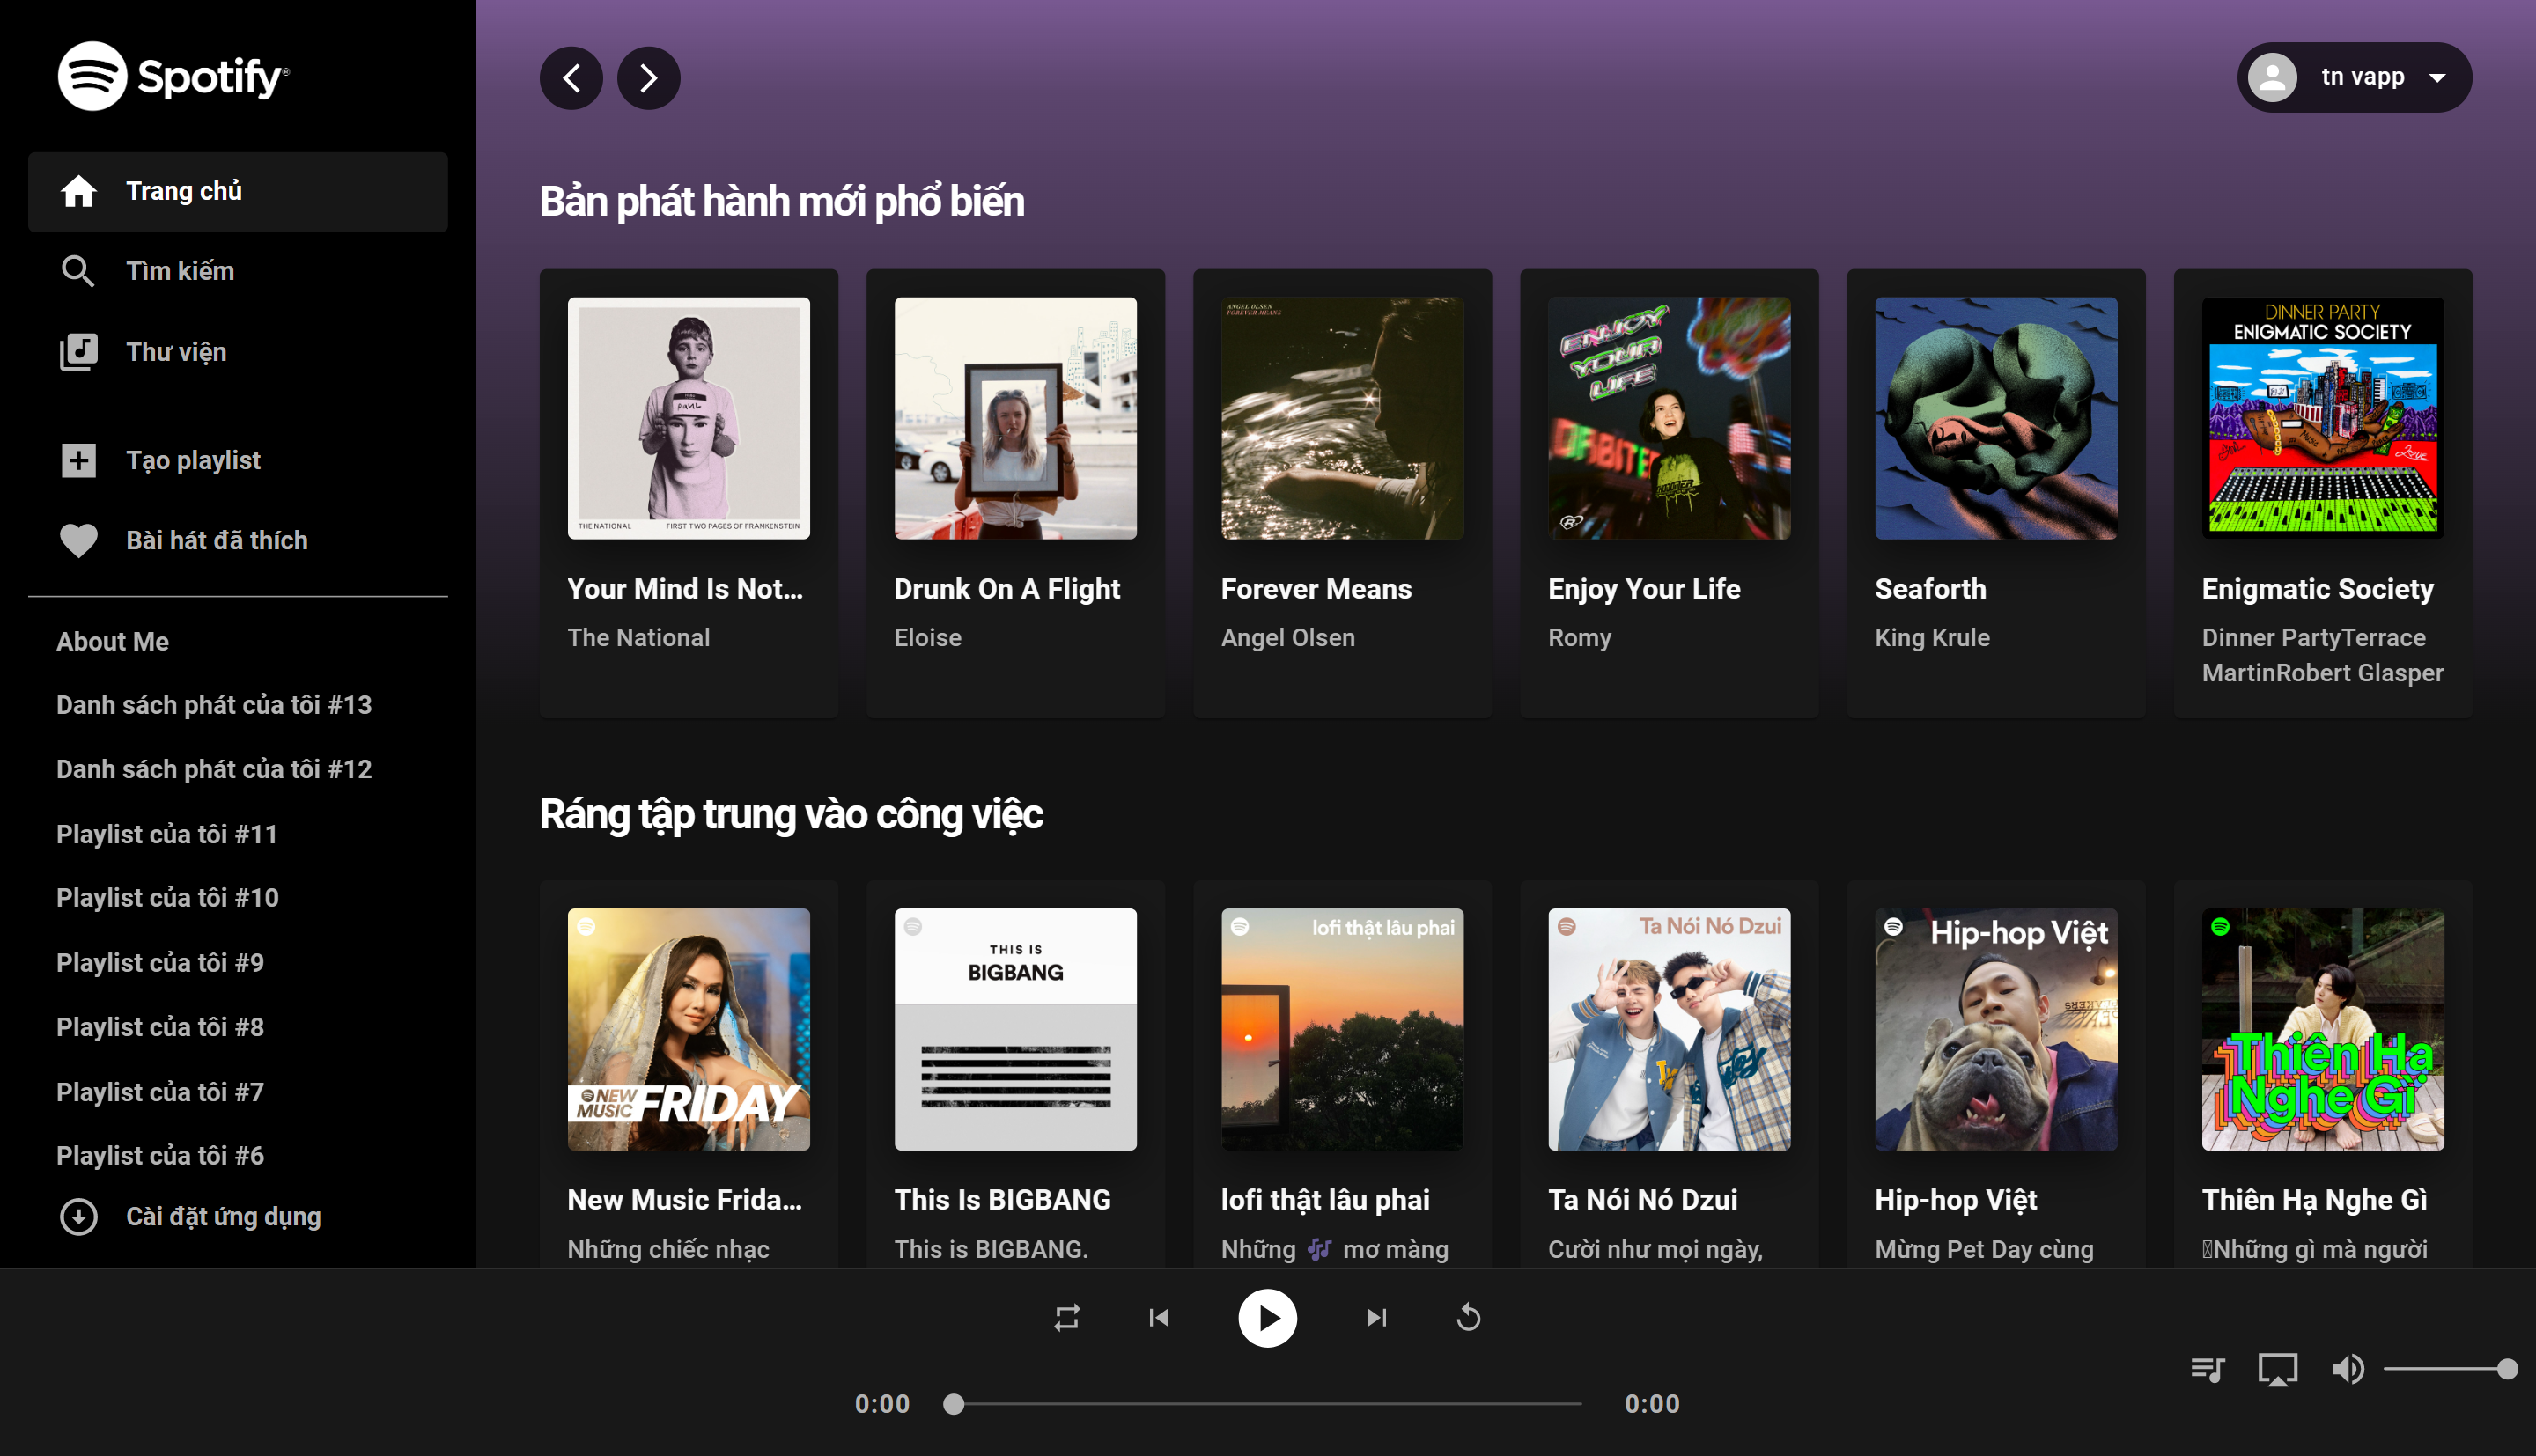 Spotify®
Trang chủ
Tìm kiếm
Thư viện
Tạo playlist
Bài hát đã thích
About Me
Danh sách phát của tôi #13
Danh sách phát của tôi #12
Playlist của tôi #11
Playlist của tôi #10
Playlist của tôi #9
Playlist của tôi #8
Playlist của tôi #7
Playlist của tôi #6
Cài đặt ứng dụng
tn vapp
Bản phát hành mới phổ biến
THE NATIONAL FIRST TWO PAGES OF FRANKENSTEIN
Your Mind Is Not...
The National
Drunk On A Flight
Eloise
ANGEL OLSEN
FOREVER MEANS
Forever Means
Angel Olsen
ENJOY
YOUR
LIFE
Enjoy Your Life
Romy
Seaforth
King Krule
DINNER PARTY
ENIGMATIC SOCIETY
Enigmatic Society
Dinner PartyTerrace
MartinRobert Glasper
Ráng tập trung vào công việc
NEW
MUSIC FRIDAY
New Music Frida...
Những chiếc nhạc
THIS IS
BIGBANG
This Is BIGBANG
This is BIGBANG.
lofi thật lâu phai
lofi thật lâu phai
Những 🎶 mơ màng
Ta Nói Nó Dzui
Ta Nói Nó Dzui
Cười như mọi ngày,
Hip-hop Việt
Hip-hop Việt
Mừng Pet Day cùng
Thiên Hạ
Nghe Gì
Thiên Hạ Nghe Gì
Những gì mà người
0:00
0:00